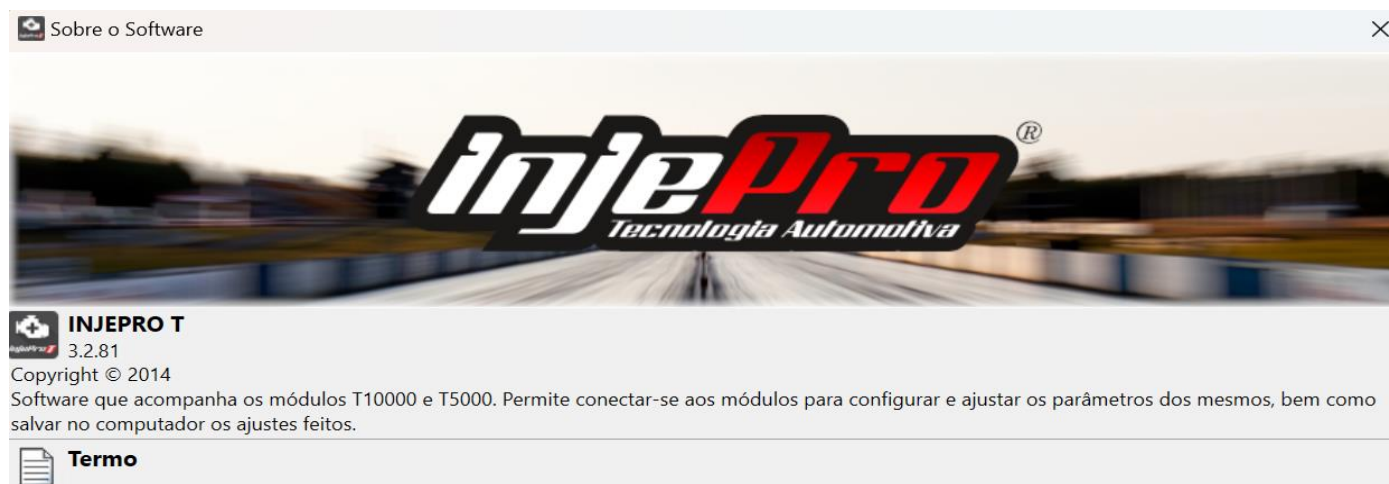 Sobre o Software
injePro®
Tecnologia Automotiva
INJEPRO T
3.2.81
Copyright © 2014
Software que acompanha os módulos T10000 e T5000. Permite conectar-se aos módulos para configurar e ajustar os parâmetros dos mesmos, bem como
salvar no computador os ajustes feitos.
Termo